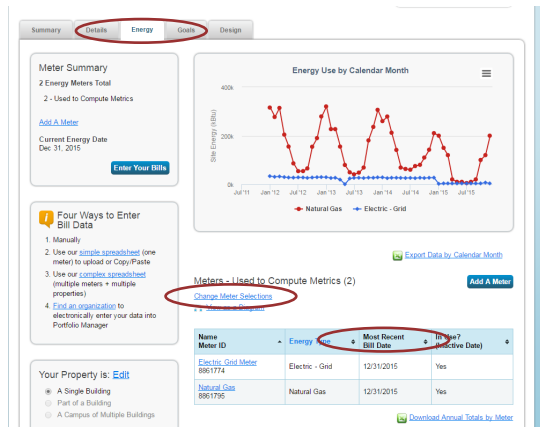 Summary Details Energy Goals Design
Meter Summary
2 Energy Meters Total
2 - Used to Compute Metrics
Add A Meter
Current Energy Date
Dec 31, 2015
Enter Your Bills
Energy Use by Calendar Month
Site Energy (kBtu)
400k
200k
0k
Jul '11 Jan '12 Jul '12 Jan '13 Jul '13 Jan '14 Jul '14 Jan '15 Jul '15
Natural Gas Electric - Grid
Export Data by Calendar Month
i
Four Ways to Enter
Bill Data
1. Manually
2. Use our simple spreadsheet (one
meter) to upload or Copy/Paste
3. Use our complex spreadsheet
(multiple meters + multiple
properties)
4. Find an organization to
electronically enter your data into
Portfolio Manager
Meters - Used to Compute Metrics (2)
Add A Meter
Change Meter Selections
View as a Diagram
Name
Meter ID
Energy Type
Most Recent
Bill Date
In Use?
(Inactive Date)
Electric Grid Meter
8861774
Electric - Grid
12/31/2015
Yes
Natural Gas
8861795
Natural Gas
12/31/2015
Yes
Download Annual Totals by Meter
Your Property is: Edit
A Single Building
Part of a Building
A Campus of Multiple Buildings